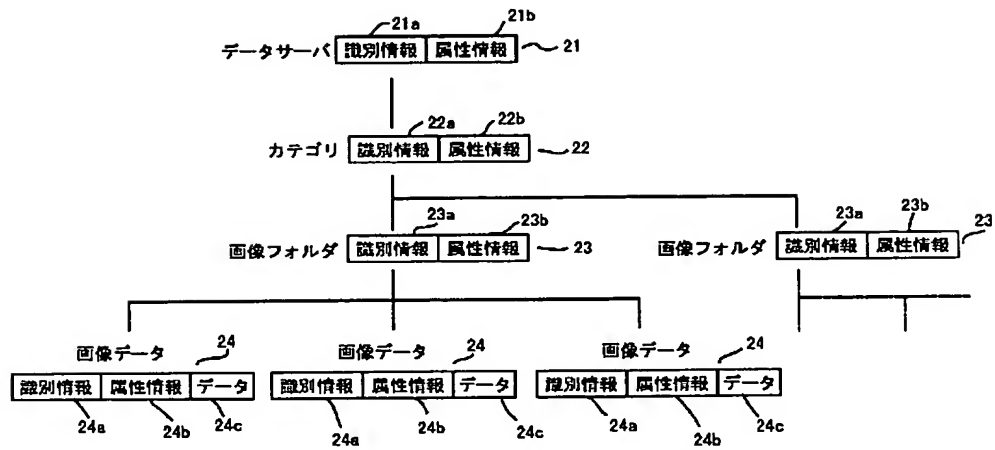 21a 21b
データサーバ 識別情報 属性情報 21
22a 22b
カテゴリ 識別情報 属性情報 22
23a 23b 23a 23b
画像フォルダ 識別情報 属性情報 23 画像フォルダ 識別情報 属性情報 23
画像データ 24 画像データ 24 画像データ 24
識別情報 属性情報 データ 識別情報 属性情報 データ 識別情報 属性情報 データ
24a 24b 24c 24a 24b 24c 24a 24b 24c